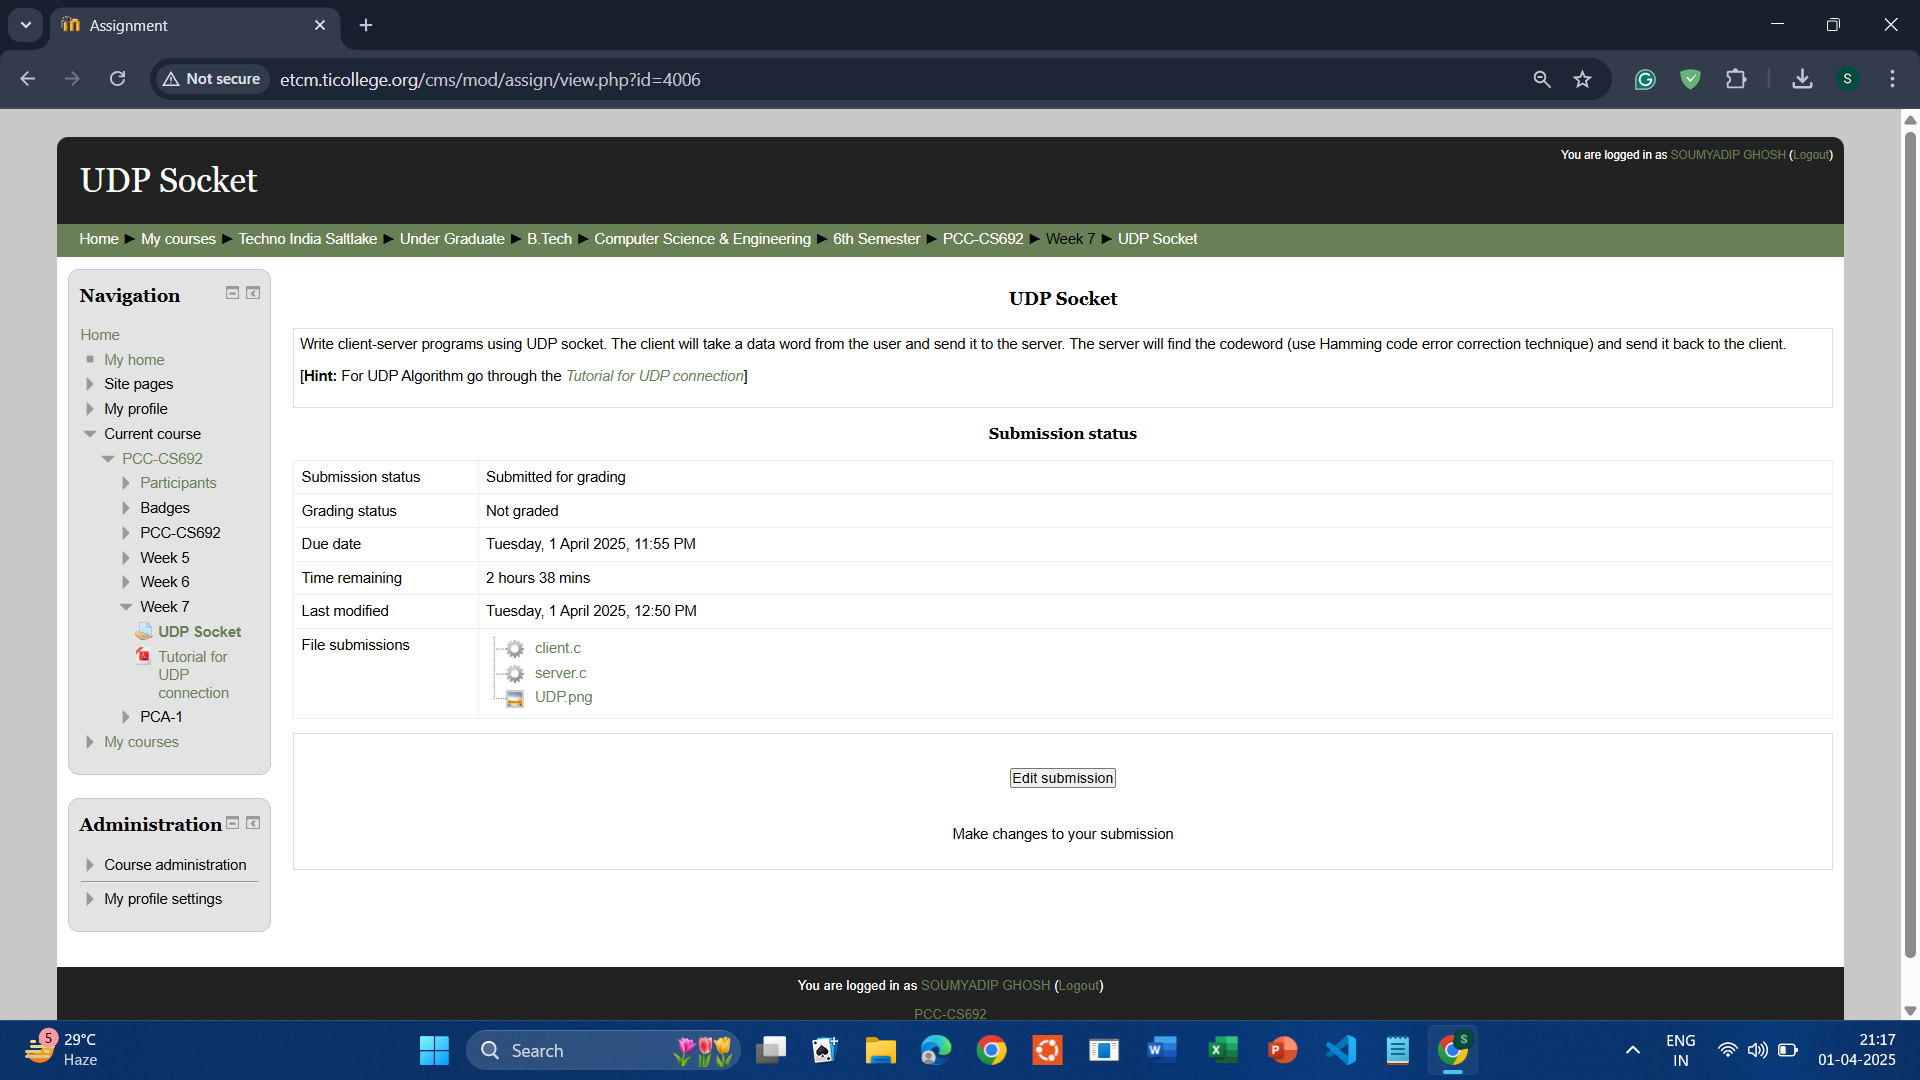 Assignment
Not secure
etcm.ticollege.org/cms/mod/assign/view.php?id=4006
S
UDP Socket
You are logged in as SOUMYADIP GHOSH (Logout)
Home ► My courses ► Techno India Saltlake ► Under Graduate ► B.Tech ► Computer Science & Engineering ► 6th Semester ► PCC-CS692 ► Week 7 ► UDP Socket
Navigation
Home
My home
Site pages
My profile
Current course
PCC-CS692
Participants
Badges
PCC-CS692
Week 5
Week 6
Week 7
UDP Socket
Tutorial for
UDP
connection
PCA-1
My courses
Administration
Course administration
My profile settings
UDP Socket
Write client-server programs using UDP socket. The client will take a data word from the user and send it to the server. The server will find the codeword (use Hamming code error correction technique) and send it back to the client.
[Hint: For UDP Algorithm go through the Tutorial for UDP connection]
Submission status
Submission status Submitted for grading
Grading status Not graded
Due date Tuesday, 1 April 2025, 11:55 PM
Time remaining 2 hours 38 mins
Last modified Tuesday, 1 April 2025, 12:50 PM
File submissions client.c
server.c
UDP.png
Edit submission
Make changes to your submission
You are logged in as SOUMYADIP GHOSH (Logout)
PCC-CS692
5
29°C
Haze
Search
S
ENG
IN
21:17
01-04-2025